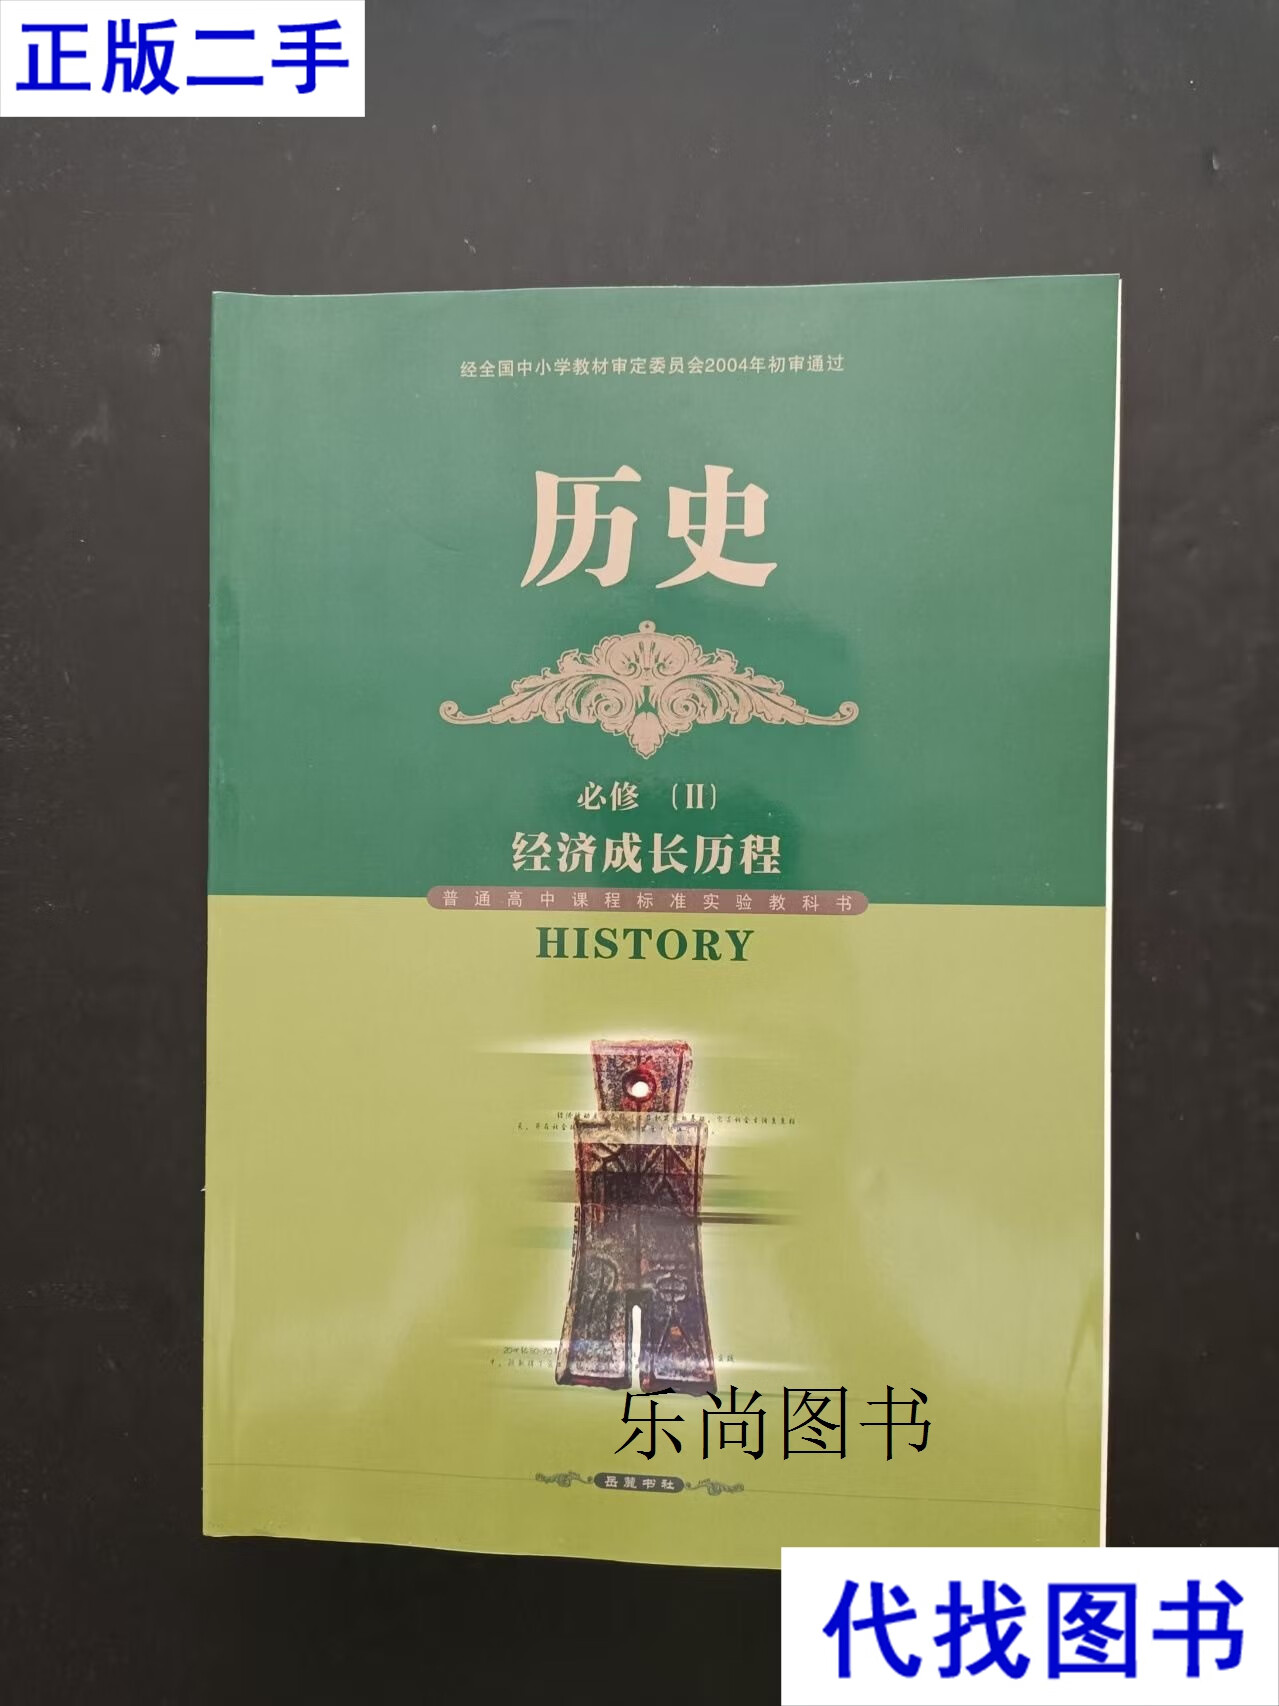 正版二手
经全国中小学教材审定委员会2004年初审通过
历史
必修 (II)
经济成长历程
普通高中课程标准实验教科书
HISTORY
乐尚图书
岳麓书社
代找图书